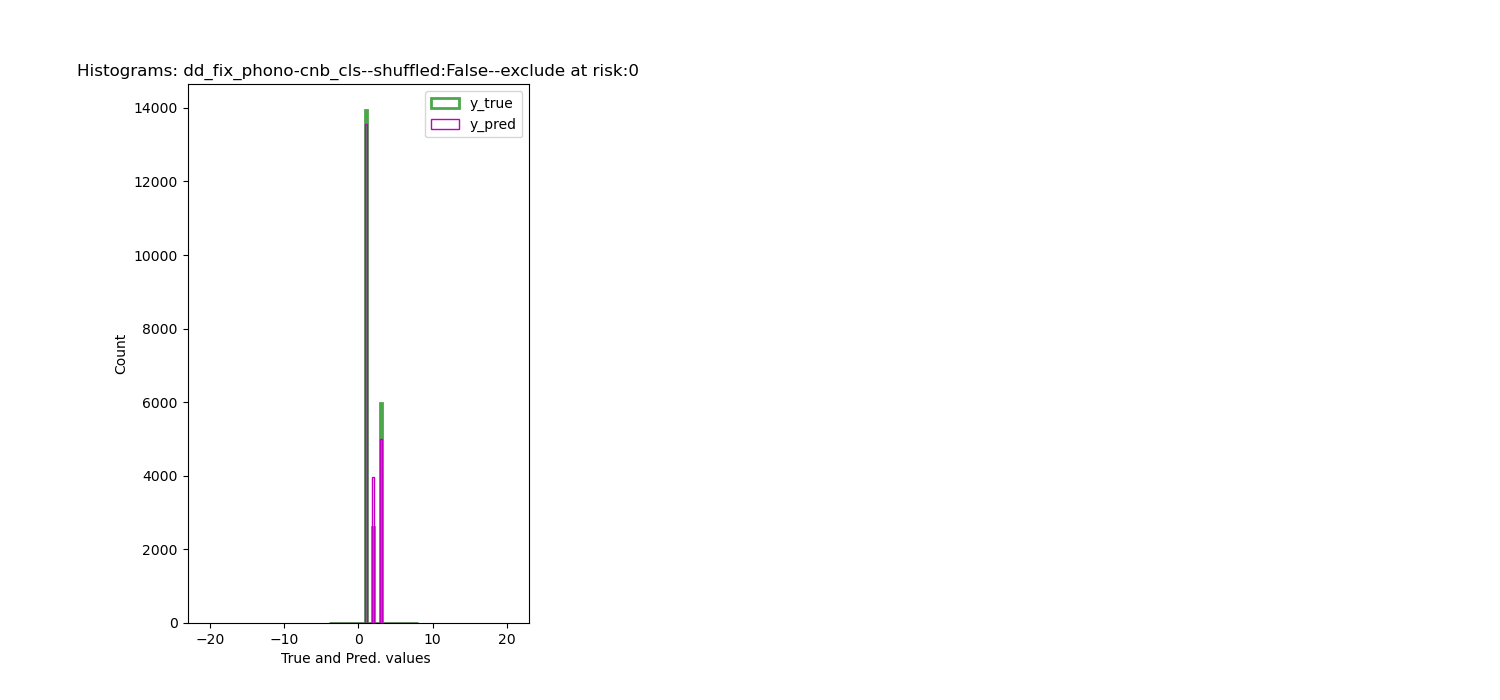 Histograms: dd_fix_phono-cnb_cls--shuffled:False--exclude at risk:0
y_true
y_pred
14000
12000
10000
8000
6000
4000
2000
0
Count
−20
−10
0
10
20
True and Pred. values